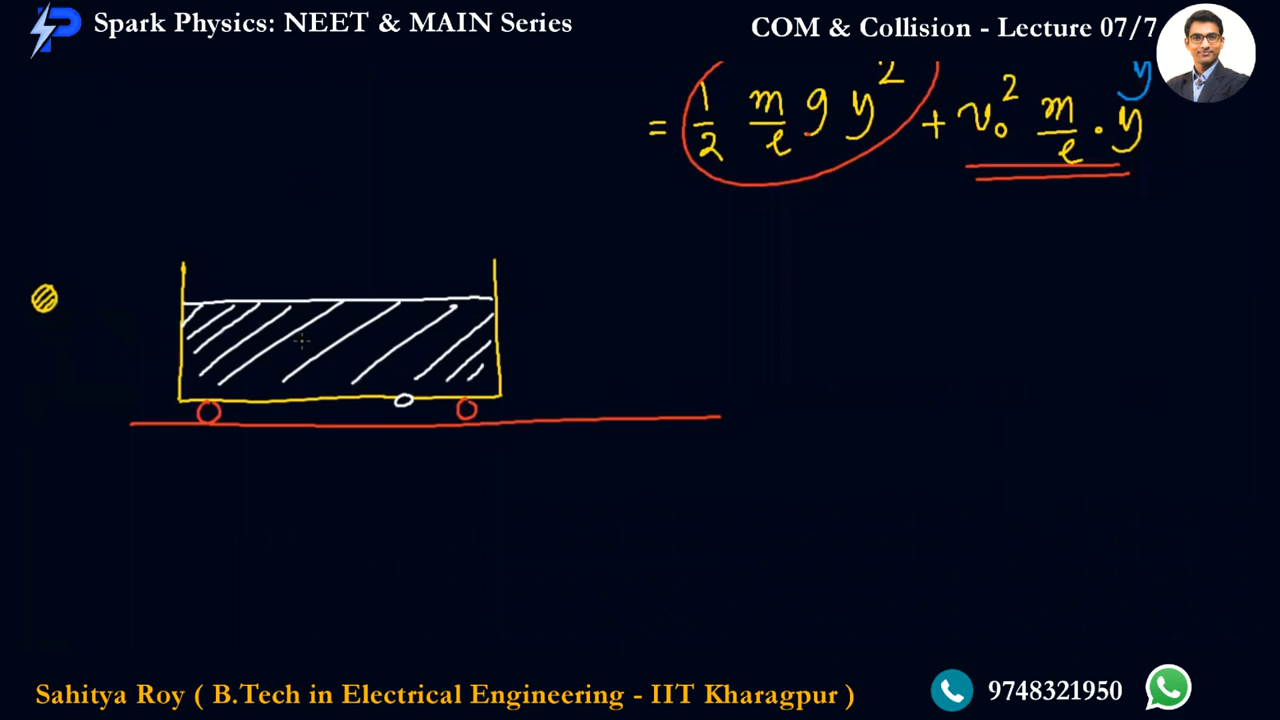 Spark Physics: NEET & MAIN Series
COM & Collision - Lecture 07/7
y
= 1/2 m/l g y² + v₀² m/l · y
Sahitya Roy ( B.Tech in Electrical Engineering - IIT Kharagpur )
9748321950